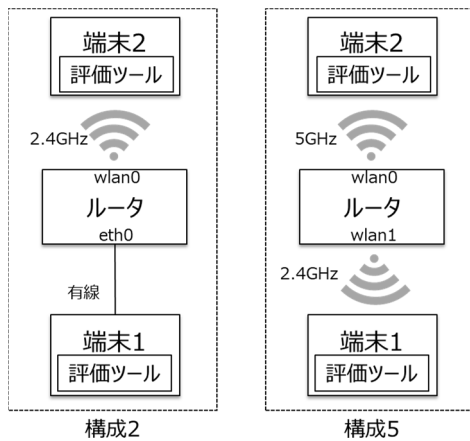 端末2
評価ツール
2.4GHz
wlan0
ルータ
eth0
有線
端末1
評価ツール
構成2
端末2
評価ツール
5GHz
wlan0
ルータ
wlan1
2.4GHz
端末1
評価ツール
構成5